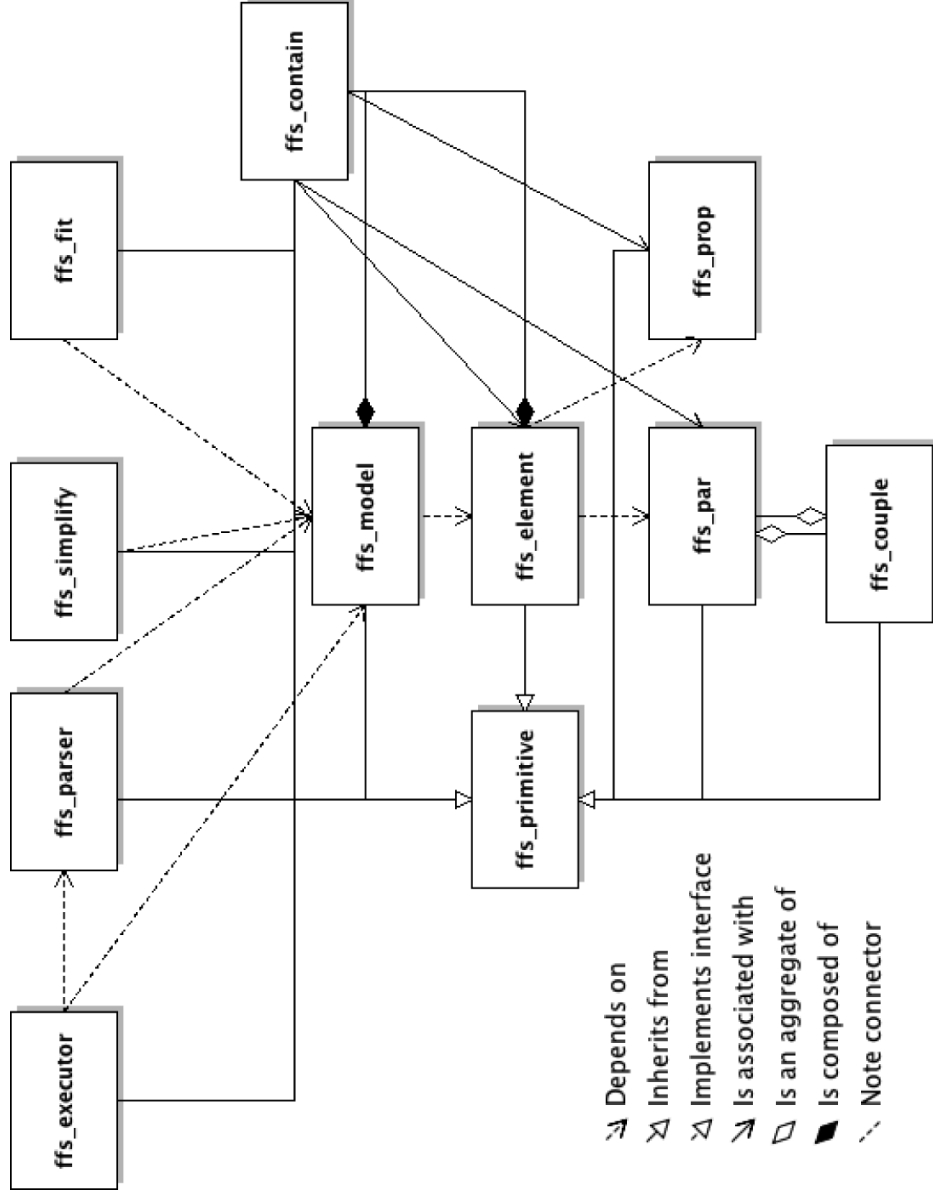 ffs_executor
ffs_parser
ffs_simplify
ffs_fit
ffs_contain
ffs_model
ffs_primitive
ffs_element
ffs_par
ffs_prop
ffs_couple
Depends on
Inherits from
Implements interface
Is associated with
Is an aggregate of
Is composed of
Note connector